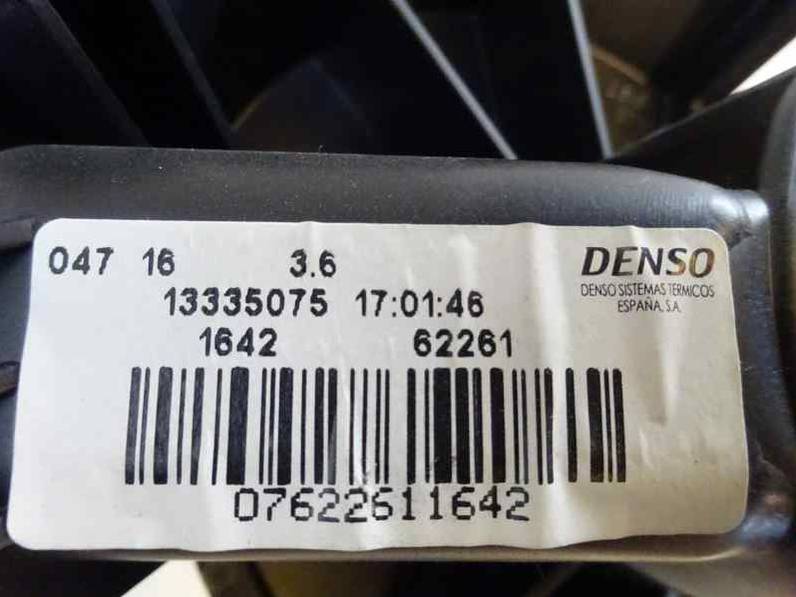 047 16 3.6
DENSO
DENSO SISTEMAS TERMICOS
ESPAÑA, S.A.
13335075 17:01:46
1642 62261
07622611642